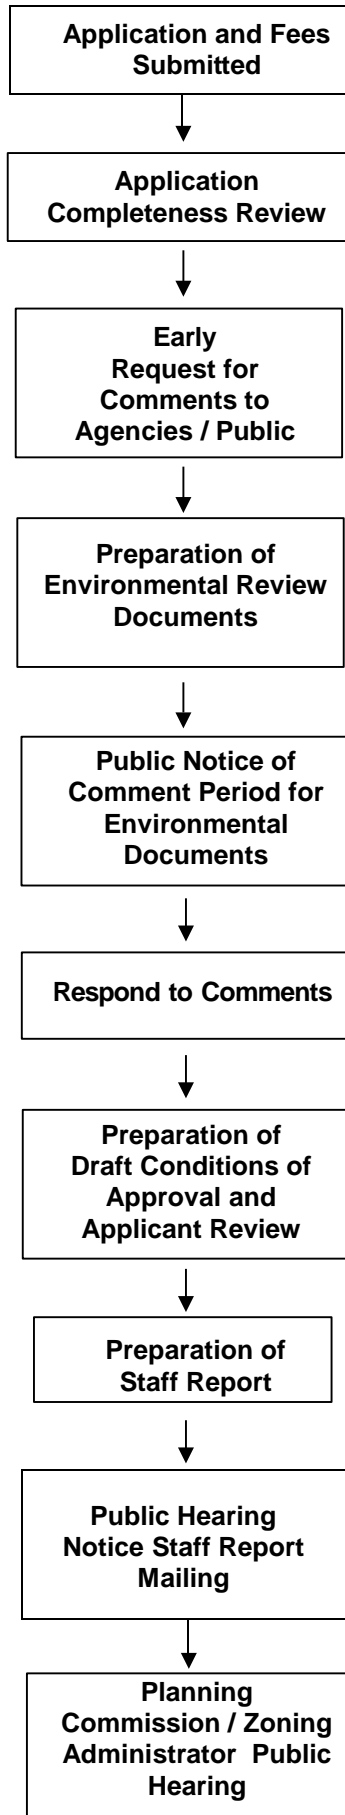 Application and Fees
Submitted
Application
Completeness Review
Early
Request for
Comments to
Agencies / Public
Preparation of
Environmental Review
Documents
Public Notice of
Comment Period for
Environmental
Documents
Respond to Comments
Preparation of
Draft Conditions of
Approval and
Applicant Review
Preparation of
Staff Report
Public Hearing
Notice Staff Report
Mailing
Planning
Commission / Zoning
Administrator Public
Hearing